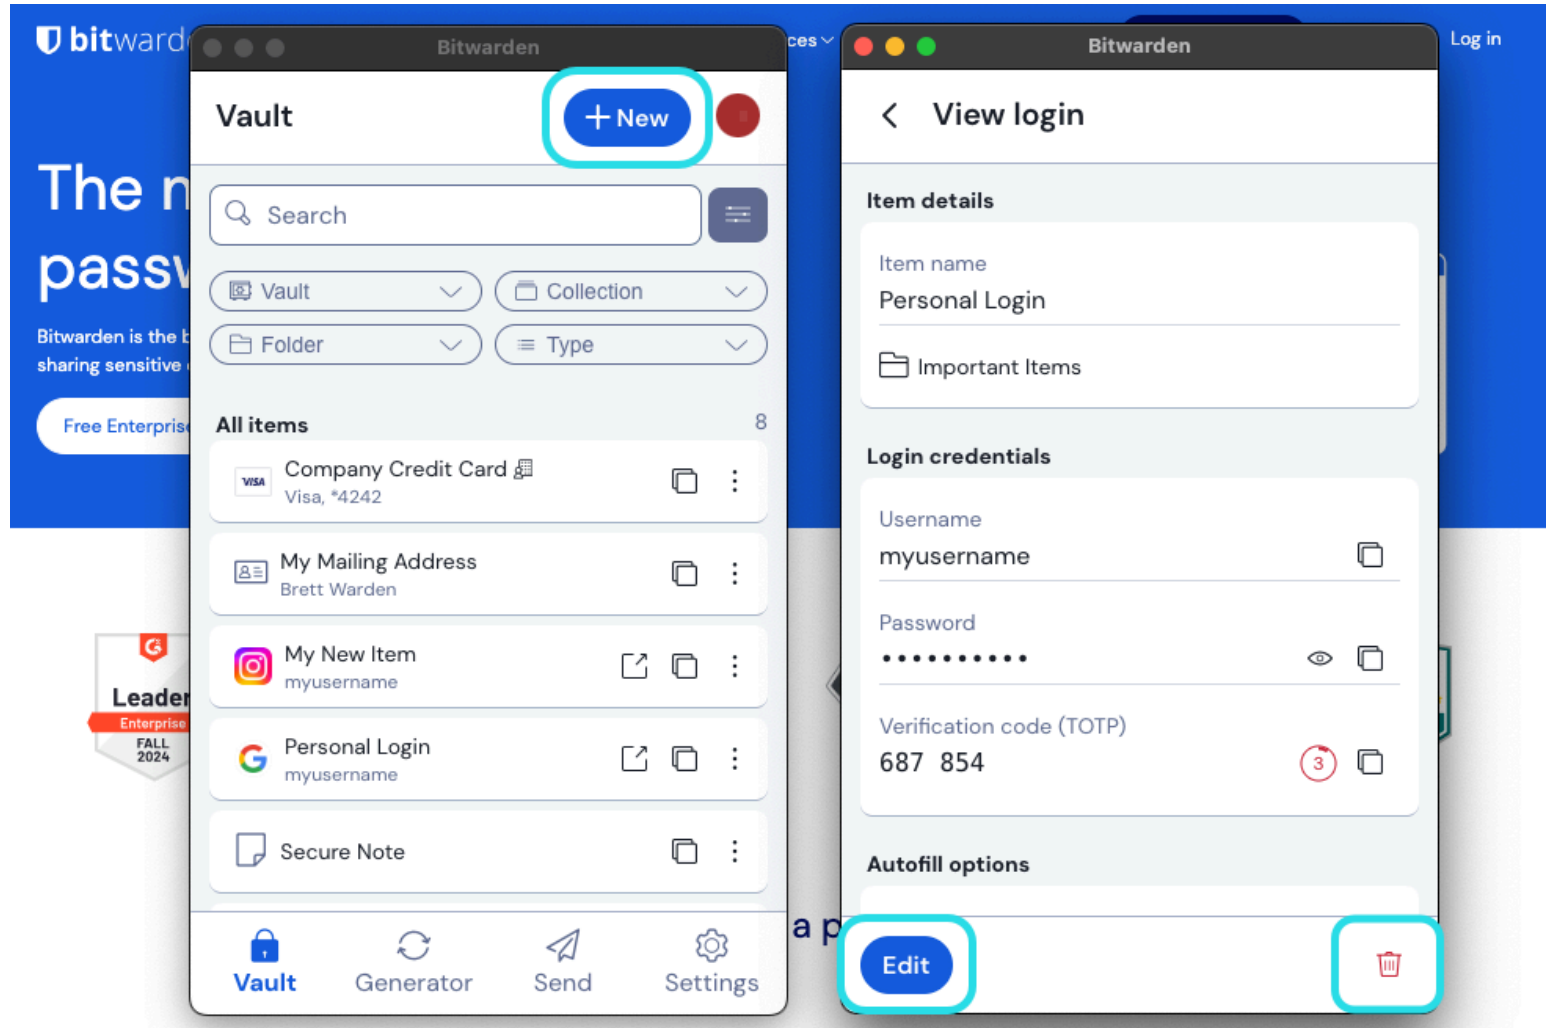 bitward
ces
Log in
The m
passw
Bitwarden is the b
sharing sensitive
Free Enterprise
Leader
Enterprise
FALL
2024
a p
Bitwarden
Vault
New
Search
Vault
Collection
Folder
Type
All items
8
VISA
Company Credit Card
Visa, *4242
My Mailing Address
Brett Warden
My New Item
myusername
Personal Login
myusername
Secure Note
Vault
Generator
Send
Settings
Bitwarden
View login
Item details
Item name
Personal Login
Important Items
Login credentials
Username
myusername
Password
••••••••••
Verification code (TOTP)
687 854
3
Autofill options
Edit